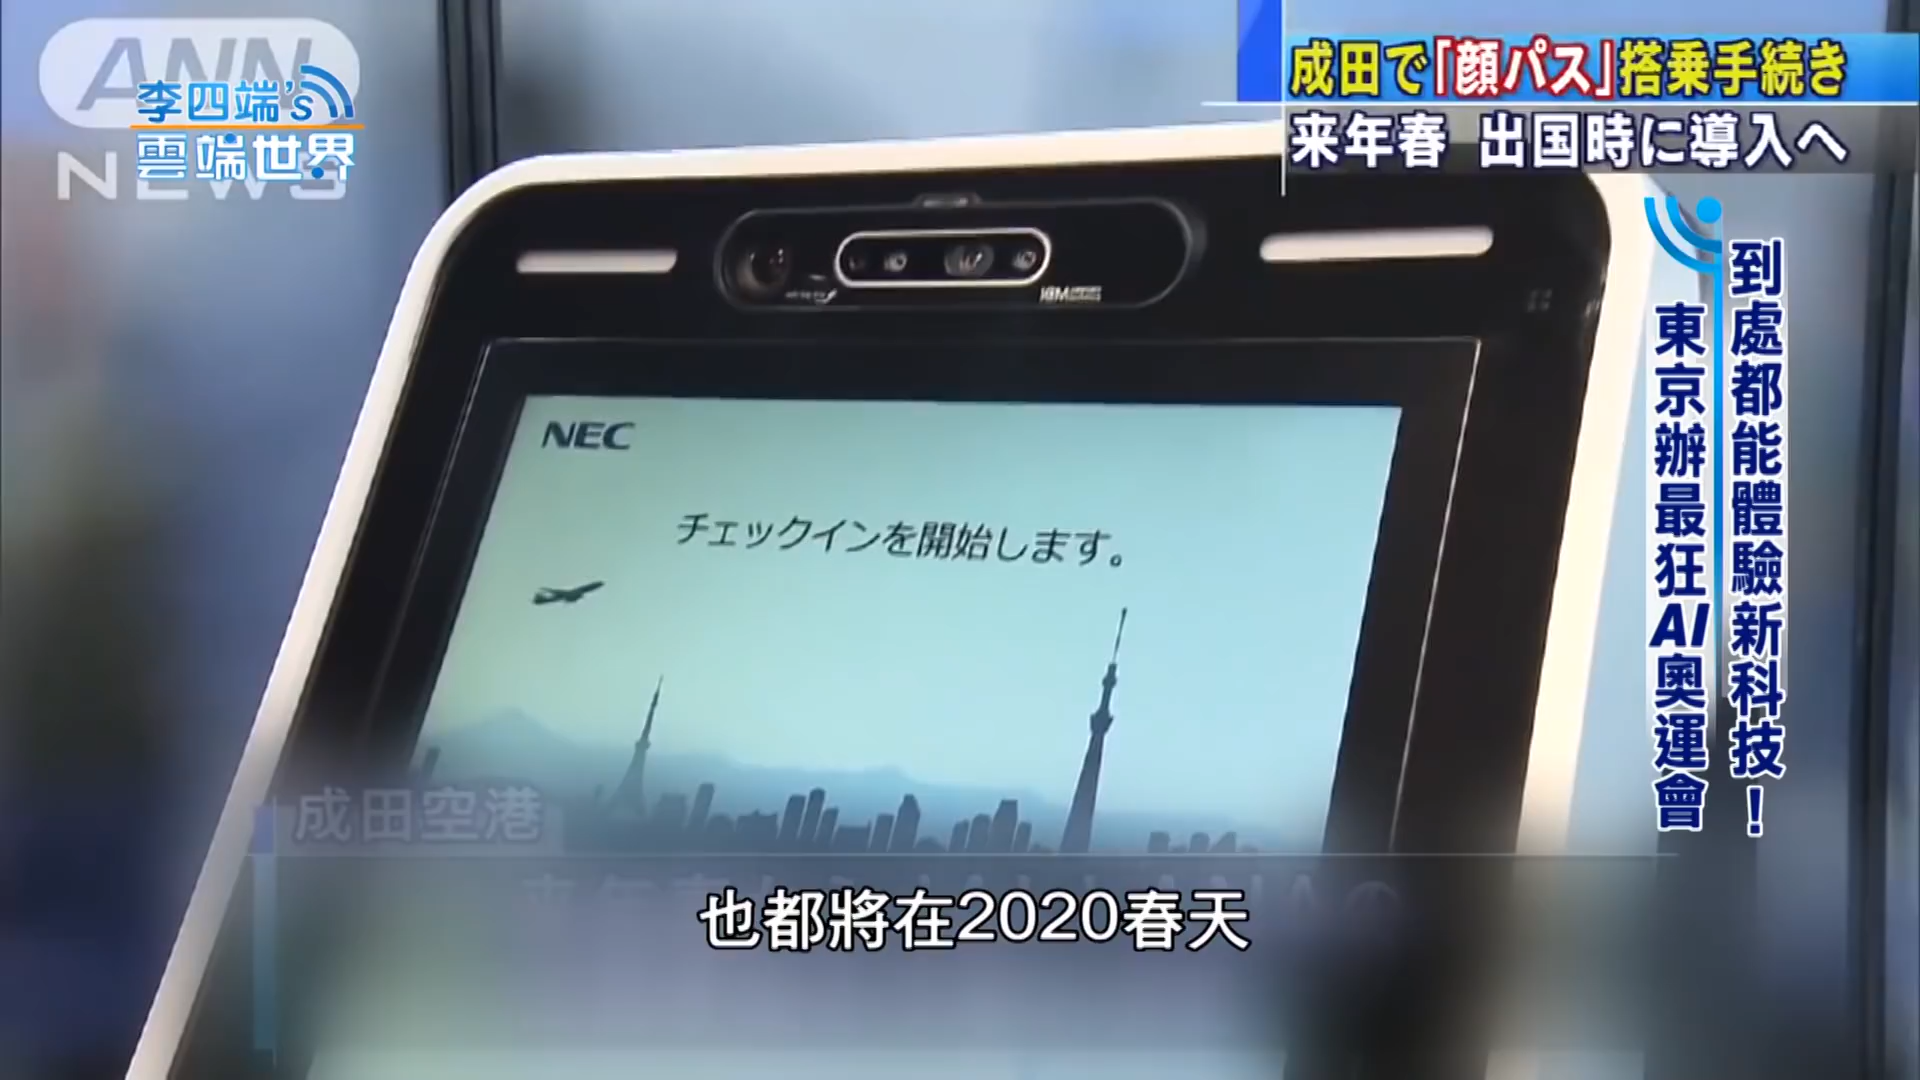 ANN
NEWS
李四端's
雲端世界
成田で「顔パス」搭乗手続き
来年春 出国時に導入へ
到處都能體驗新科技！
東京辦最狂AI奧運會
NEC
チェックインを開始します。
成田空港
也都將在2020春天